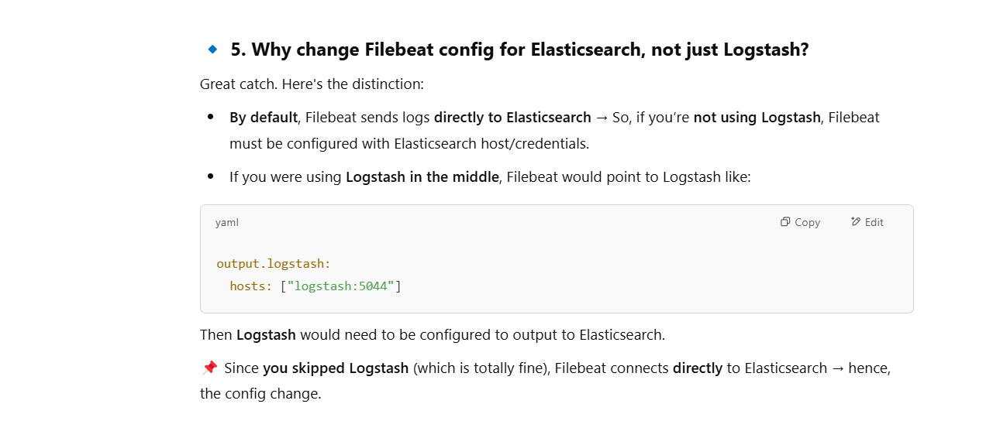 🔹 5. Why change Filebeat config for Elasticsearch, not just Logstash?
Great catch. Here's the distinction:
• By default, Filebeat sends logs directly to Elasticsearch → So, if you’re not using Logstash, Filebeat
must be configured with Elasticsearch host/credentials.
• If you were using Logstash in the middle, Filebeat would point to Logstash like:
yaml Copy Edit
output.logstash:
  hosts: ["logstash:5044"]
Then Logstash would need to be configured to output to Elasticsearch.
📌 Since you skipped Logstash (which is totally fine), Filebeat connects directly to Elasticsearch → hence,
the config change.